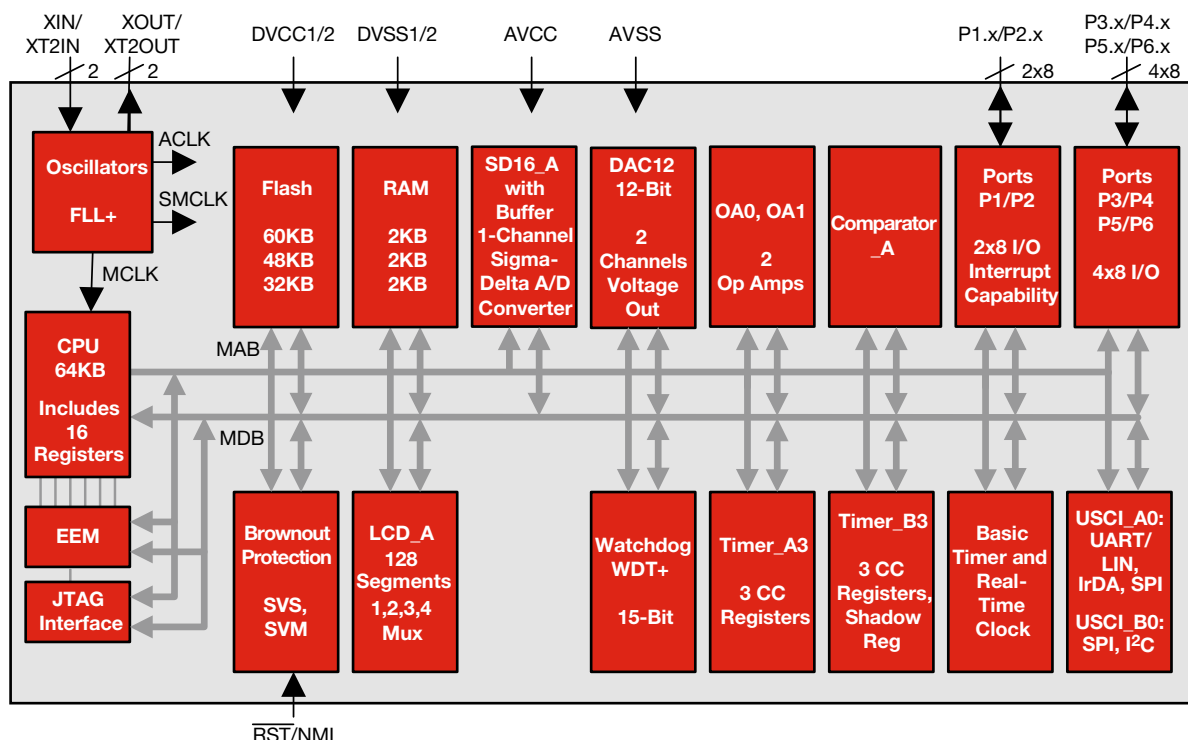 XIN/
XT2IN
XOUT/
XT2OUT
DVCC1/2
DVSS1/2
AVCC
AVSS
P1.x/P2.x
P3.x/P4.x
P5.x/P6.x
2
2
2x8
4x8
Oscillators
FLL+
ACLK
SMCLK
MCLK
Flash
60KB
48KB
32KB
RAM
2KB
2KB
2KB
SD16_A
with
Buffer
1-Channel
Sigma-
Delta A/D
Converter
DAC12
12-Bit
2
Channels
Voltage
Out
OA0, OA1
2
Op Amps
Comparator
_A
Ports
P1/P2
2x8 I/O
Interrupt
Capability
Ports
P3/P4
P5/P6
4x8 I/O
CPU
64KB
Includes
16
Registers
MAB
MDB
EEM
JTAG
Interface
Brownout
Protection
SVS,
SVM
LCD_A
128
Segments
1,2,3,4
Mux
Watchdog
WDT+
15-Bit
Timer_A3
3 CC
Registers
Timer_B3
3 CC
Registers,
Shadow
Reg
Basic
Timer and
Real-
Time
Clock
USCI_A0:
UART/
LIN,
IrDA, SPI
USCI_B0:
SPI, I²C
RST/NMI